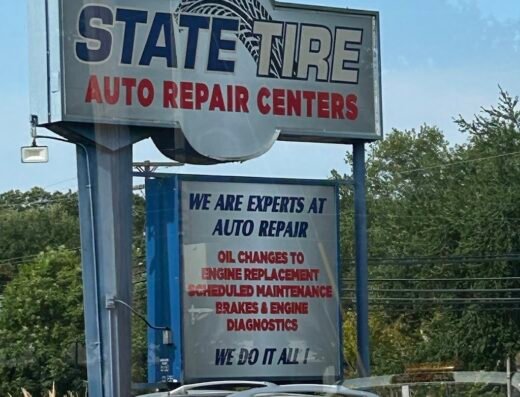 STATE TIRE
AUTO REPAIR CENTERS
WE ARE EXPERTS AT
AUTO REPAIR
OIL CHANGES TO
ENGINE REPLACEMENT
SCHEDULED MAINTENANCE
BRAKES & ENGINE
DIAGNOSTICS
WE DO IT ALL !